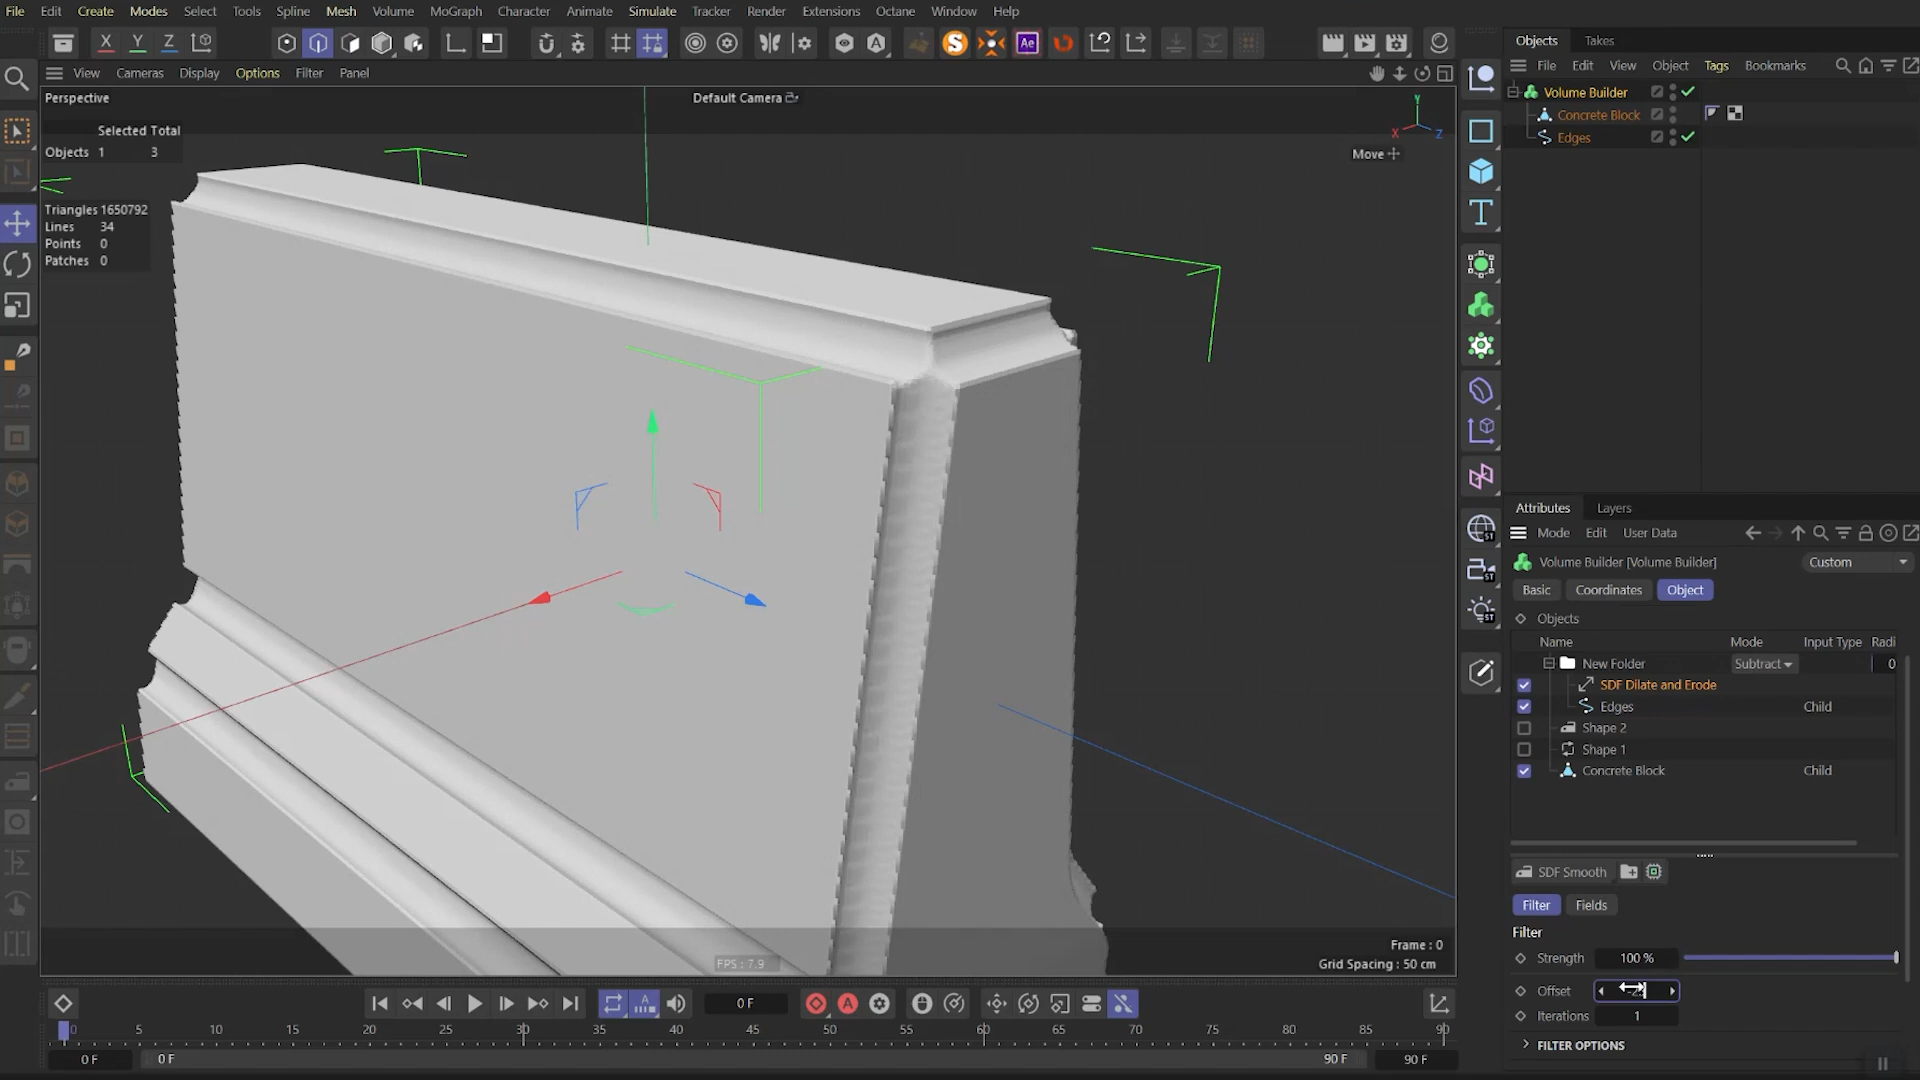 File Edit Create Modes Select Tools Spline Mesh Volume MoGraph Character Animate Simulate Tracker Render Extensions Octane Window Help
X Y Z
S Ae
View Cameras Display Options Filter Panel
Perspective
Default Camera
Selected Total
Objects 1 3
Triangles 1650792
Lines 34
Points 0
Patches 0
Y
X Z
Move
FPS : 7.9
Frame : 0
Grid Spacing : 50 cm
0 F
0 5 10 15 20 25 30 35 40 45 50 55 60 65 70 75 80 85 90
0 F 0 F 90 F 90 F
ST
ST
ST
Objects Takes
File Edit View Object Tags Bookmarks
Volume Builder
Concrete Block
Edges
Attributes Layers
Mode Edit User Data
Volume Builder [Volume Builder]
Custom
Basic Coordinates Object
Objects
Name Mode Input Type Radi
New Folder Subtract 0
SDF Dilate and Erode
Edges Child
Shape 2
Shape 1
Concrete Block Child
SDF Smooth
Filter Fields
Filter
Strength 100 %
Offset
Iterations 1
FILTER OPTIONS